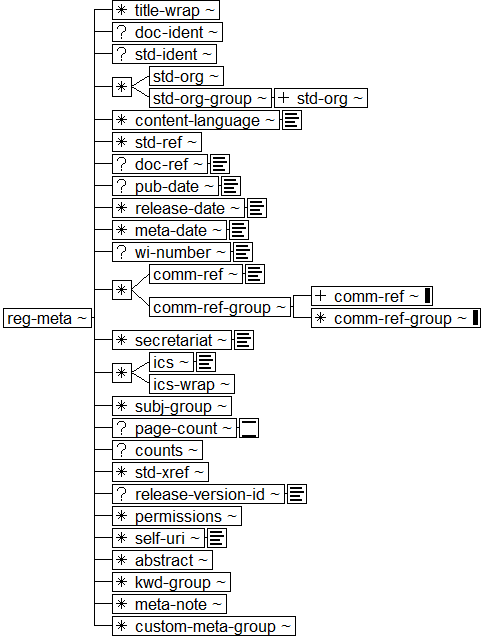 * title-wrap ~
? doc-ident ~
? std-ident ~
*
std-org ~
std-org-group ~ + std-org ~
* content-language ~
* std-ref ~
? doc-ref ~
? pub-date ~
* release-date ~
* meta-date ~
? wi-number ~
*
comm-ref ~
comm-ref-group ~
+ comm-ref ~
* comm-ref-group ~
reg-meta ~
* secretariat ~
*
ics ~
ics-wrap ~
* subj-group ~
? page-count ~
? counts ~
* std-xref ~
? release-version-id ~
* permissions ~
* self-uri ~
* abstract ~
* kwd-group ~
* meta-note ~
* custom-meta-group ~